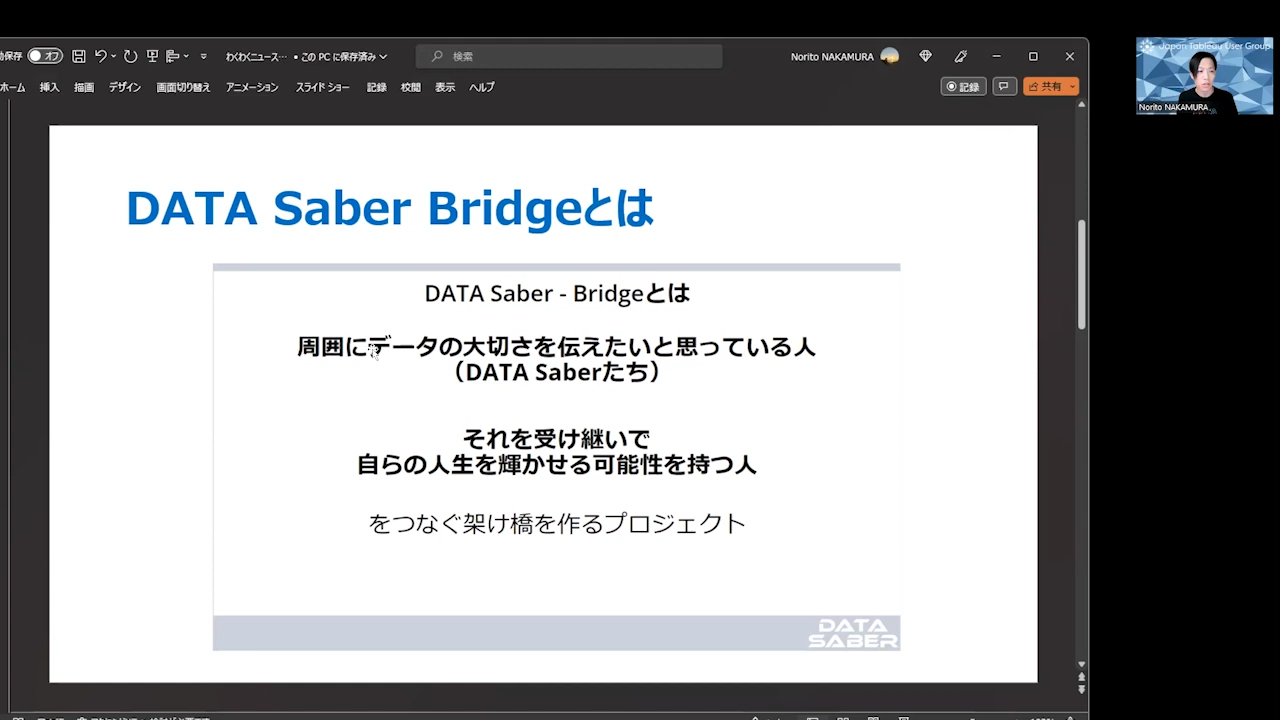 動保存 オフ わくわくニュース… • この PC に保存済み 検索 Norito NAKAMURA
ホーム 挿入 描画 デザイン 画面切り替え アニメーション スライド ショー 記録 校閲 表示 ヘルプ 記録 共有
Japan Tableau User Group
Norito NAKAMURA
DATA Saber Bridgeとは
DATA Saber - Bridgeとは
周囲にデータの大切さを伝えたいと思っている人
（DATA Saberたち）
それを受け継いで
自らの人生を輝かせる可能性を持つ人
をつなぐ架け橋を作るプロジェクト
DATA
SABER